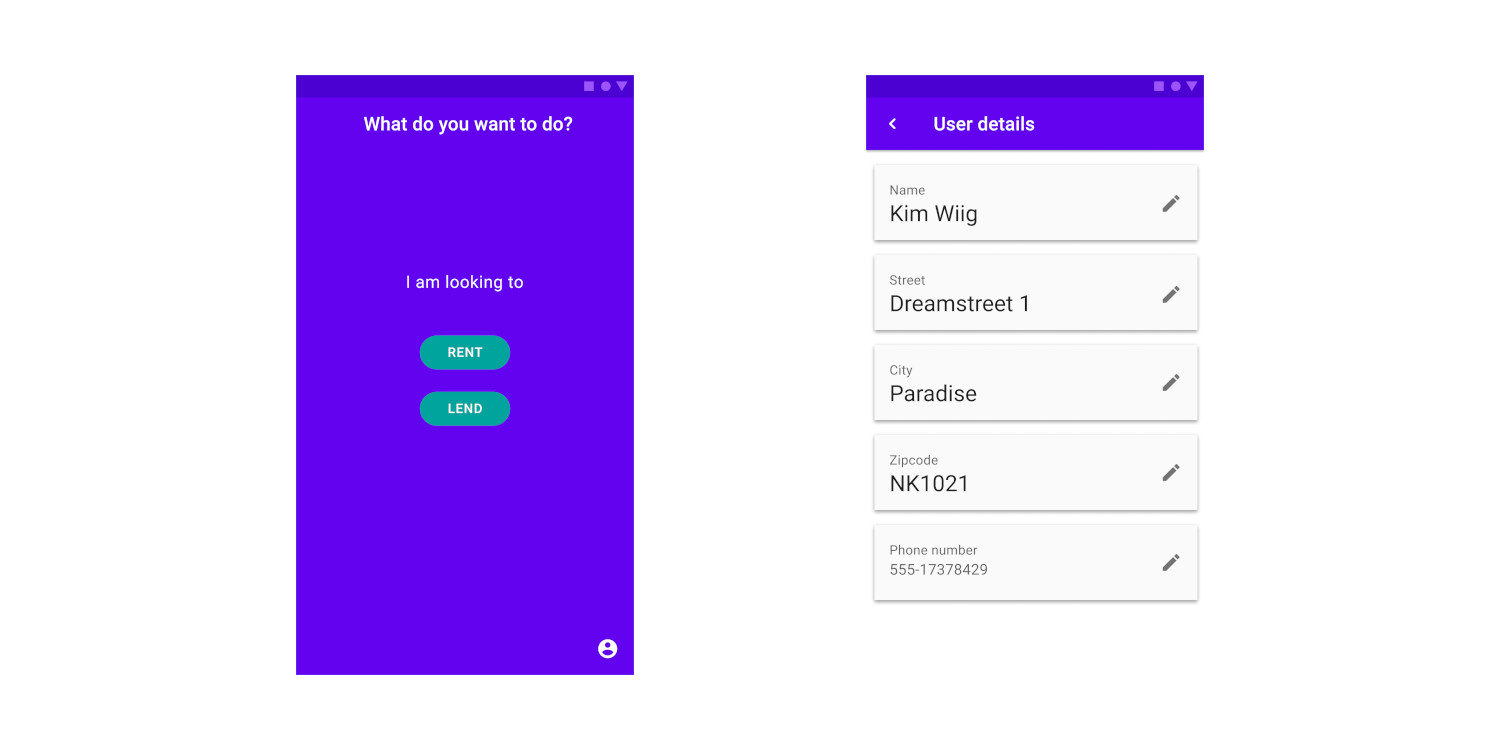 What do you want to do?
I am looking to
RENT
LEND
User details
Name
Kim Wiig
Street
Dreamstreet 1
City
Paradise
Zipcode
NK1021
Phone number
555-17378429